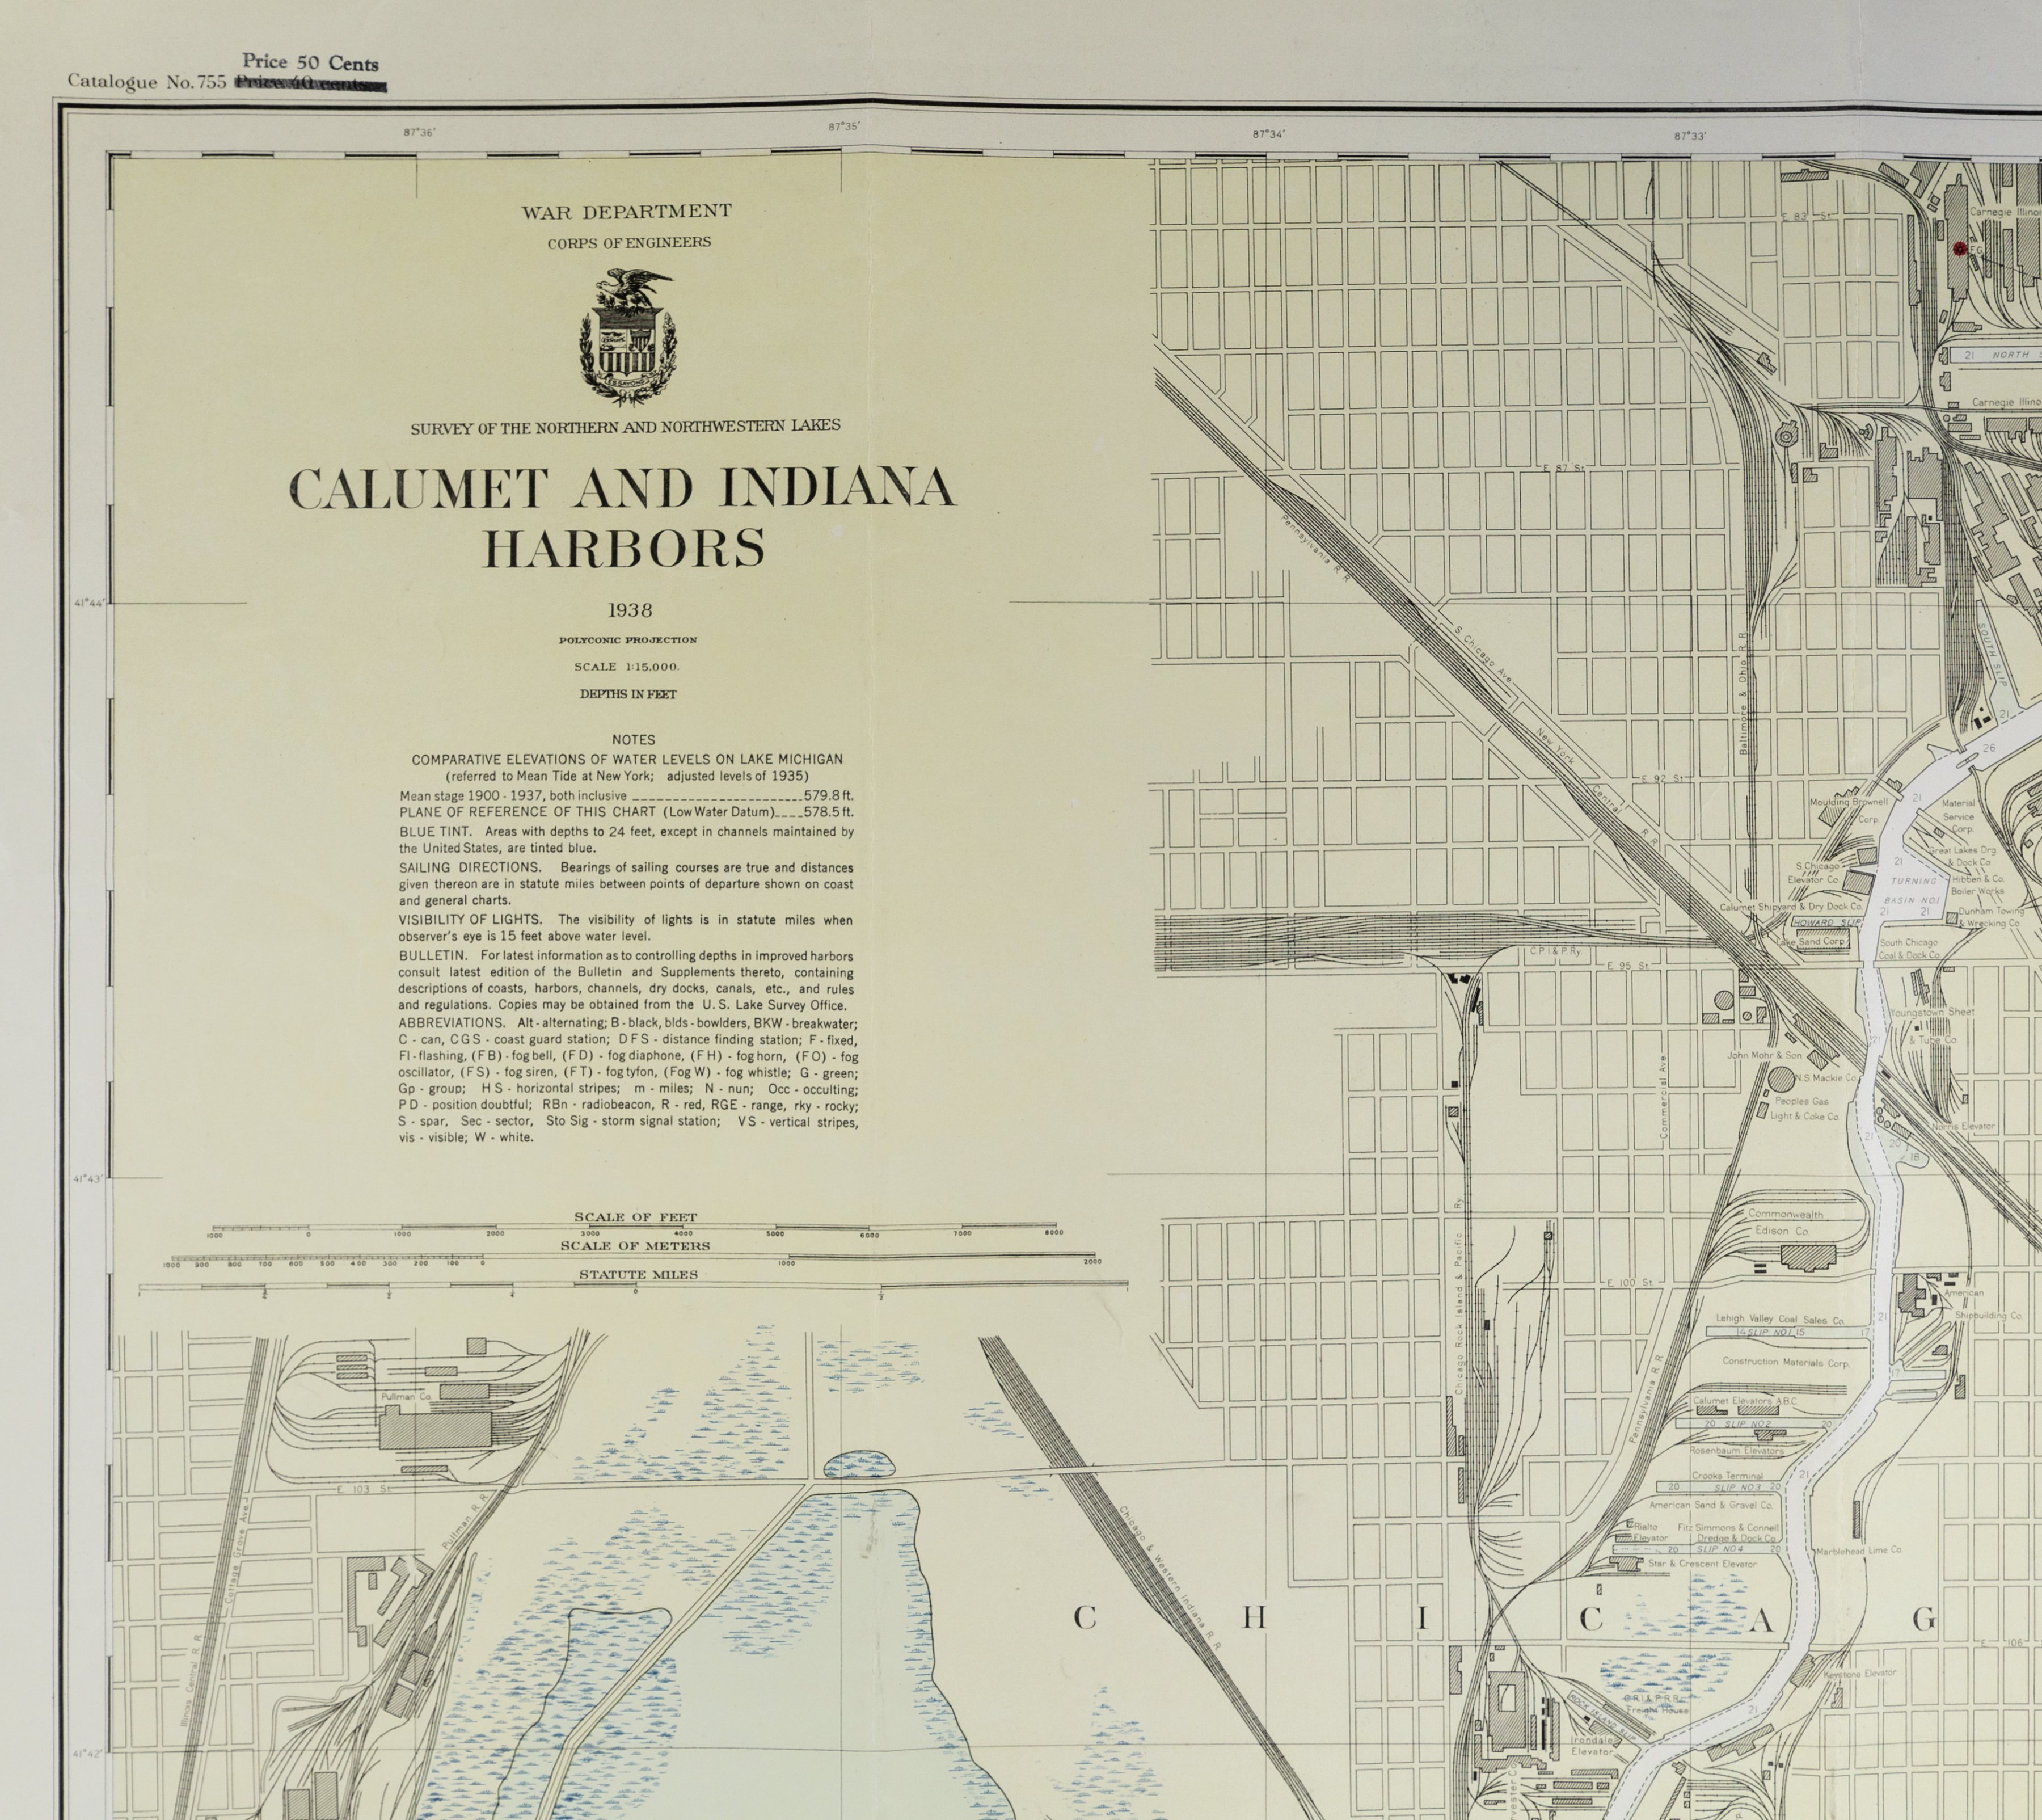 Price 50 Cents
Catalogue No. 755 Price 40 cents
87°36′ 87°35′ 87°34′ 87°33′
WAR DEPARTMENT
CORPS OF ENGINEERS
ESSAYONS
SURVEY OF THE NORTHERN AND NORTHWESTERN LAKES
CALUMET AND INDIANA
HARBORS
1938
POLYCONIC PROJECTION
SCALE 1:15,000.
DEPTHS IN FEET
NOTES
COMPARATIVE ELEVATIONS OF WATER LEVELS ON LAKE MICHIGAN
(referred to Mean Tide at New York; adjusted levels of 1935)
Mean stage 1900 - 1937, both inclusive ________________________579.8 ft.
PLANE OF REFERENCE OF THIS CHART (Low Water Datum)____578.5 ft.
BLUE TINT. Areas with depths to 24 feet, except in channels maintained by
the United States, are tinted blue.
SAILING DIRECTIONS. Bearings of sailing courses are true and distances
given thereon are in statute miles between points of departure shown on coast
and general charts.
VISIBILITY OF LIGHTS. The visibility of lights is in statute miles when
observer's eye is 15 feet above water level.
BULLETIN. For latest information as to controlling depths in improved harbors
consult latest edition of the Bulletin and Supplements thereto, containing
descriptions of coasts, harbors, channels, dry docks, canals, etc., and rules
and regulations. Copies may be obtained from the U. S. Lake Survey Office.
ABBREVIATIONS. Alt - alternating; B - black, blds - bowlders, BKW - breakwater;
C - can, CGS - coast guard station; DFS - distance finding station; F - fixed,
Fl - flashing, (FB) - fog bell, (FD) - fog diaphone, (FH) - fog horn, (FO) - fog
oscillator, (FS) - fog siren, (FT) - fog tyfon, (Fog W) - fog whistle; G - green;
Gp - group; HS - horizontal stripes; m - miles; N - nun; Occ - occulting;
PD - position doubtful; RBn - radiobeacon, R - red, RGE - range, rky - rocky;
S - spar, Sec - sector, Sto Sig - storm signal station; VS - vertical stripes,
vis - visible; W - white.
SCALE OF FEET
1000 0 1000 2000 3000 4000 5000 6000 7000 8000
SCALE OF METERS
1000 900 800 700 600 500 400 300 200 100 0 1000 2000
STATUTE MILES
41°44′
41°43′
41°42′
E 83 St
Carnegie Illino
FG
21 NORTH S
Carnegie Illino
E 87 St
Pennsylvania R R
S Chicago Ave
SOUTH SLIP
21
Baltimore & Ohio R R
New York
Central
R R
26
E 92 St
Moulding Brownell
Corp.
21
Material
Service
Corp.
Great Lakes Drg.
& Dock Co
S. Chicago
Elevator Co.
21
TURNING
BASIN NO.1
21 21
Hibben & Co.
Boiler Works
Calumet Shipyard & Dry Dock Co.
Dunham Towing
& Wrecking Co
HOWARD SLIP
Lake Sand Corp.
South Chicago
Coal & Dock Co
C.P.I.& P.Ry
E 95 St
Youngstown Sheet
& Tube Co
21
John Mohr & Son
N.S. Mackie Co
Peoples Gas
Light & Coke Co.
Norris Elevator
21
20
18
Commercial Ave
Commonwealth
Edison Co.
Chicago Rock Island & Pacific Ry
E 100 St
American
Shipbuilding Co.
Lehigh Valley Coal Sales Co.
SLIP NO1 15 17
21
Construction Materials Corp.
17
Pennsylvania R R
Calumet Elevators A.B.C.
20 SLIP NO2 20
Rosenbaum Elevators
21
Crooks Terminal
20 SLIP NO3 20
American Sand & Gravel Co.
Rialto
Elevator
Fitz Simmons & Connell
Dredge & Dock Co
20 SLIP NO4 20
Star & Crescent Elevator
Marblehead Lime Co.
Pullman Co.
E 103 St
Pullman R R
Cottage Grove Ave
Illinois Central R R
Chicago & Western Indiana R R
C H I C A G
E 106
Keystone Elevator
C R I & P R R
Freight House
ROCK ISLAND SLIP
21
Irondale
Elevator